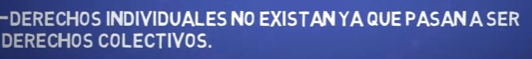 -DERECHOS INDIVIDUALES NO EXISTAN YA QUE PASAN A SER
DERECHOS COLECTIVOS.